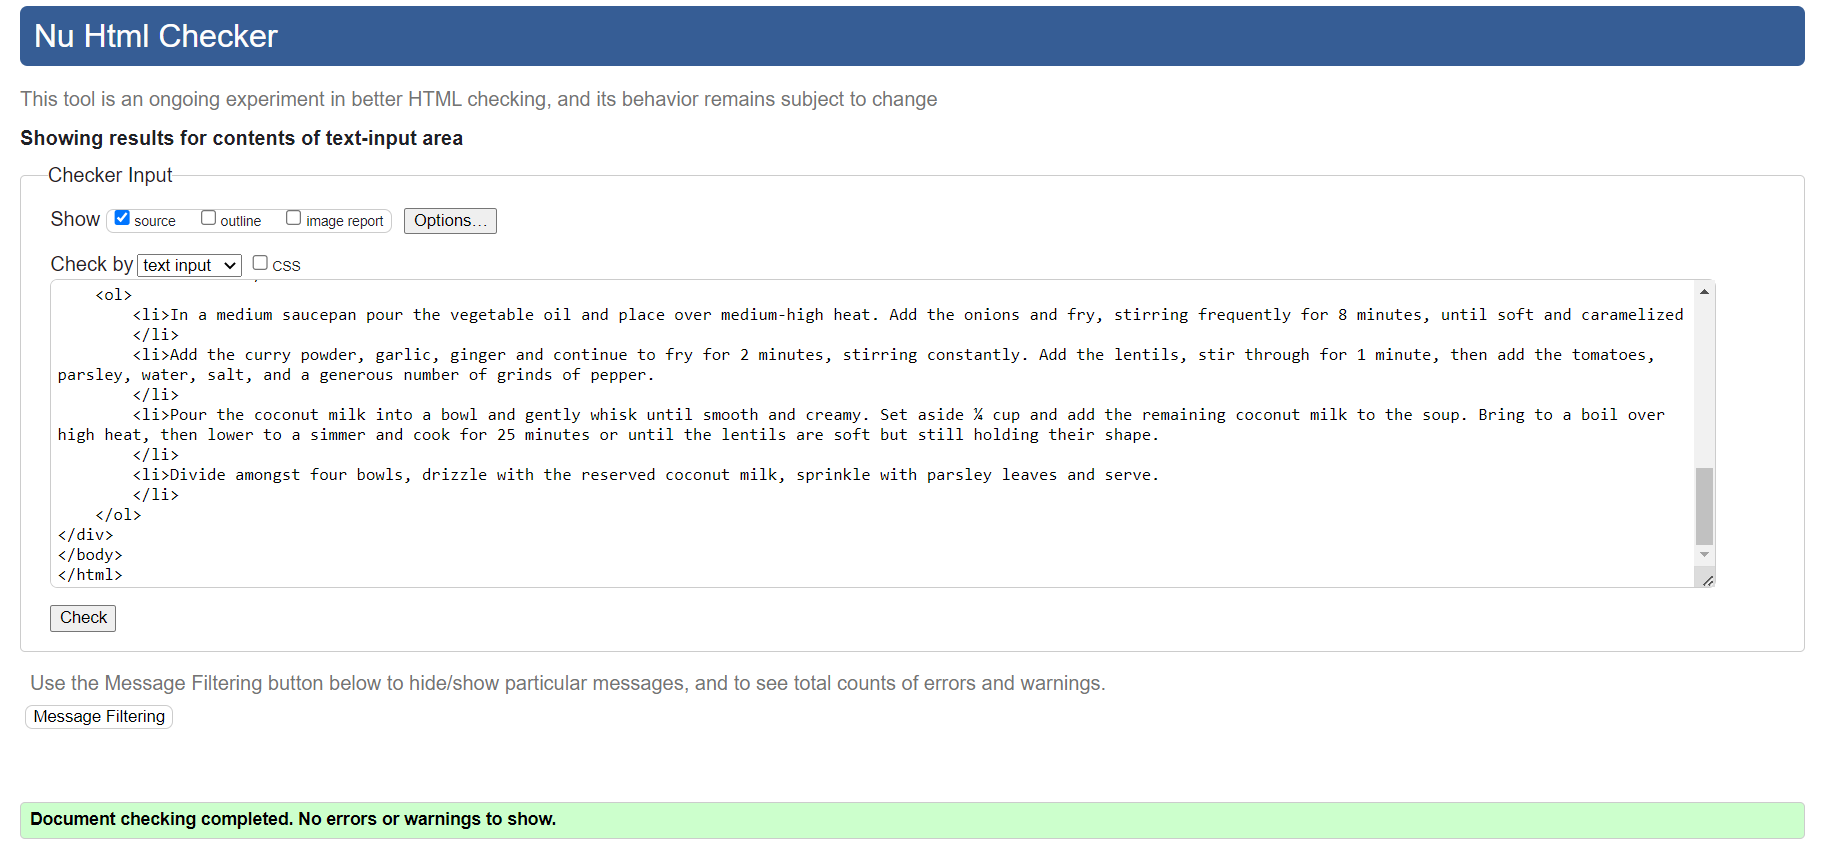 Nu Html Checker
This tool is an ongoing experiment in better HTML checking, and its behavior remains subject to change
Showing results for contents of text-input area
Checker Input
Show source outline image report Options...
Check by text input CSS
<ol>
<li>In a medium saucepan pour the vegetable oil and place over medium-high heat. Add the onions and fry, stirring frequently for 8 minutes, until soft and caramelized
</li>
<li>Add the curry powder, garlic, ginger and continue to fry for 2 minutes, stirring constantly. Add the lentils, stir through for 1 minute, then add the tomatoes,
parsley, water, salt, and a generous number of grinds of pepper.
</li>
<li>Pour the coconut milk into a bowl and gently whisk until smooth and creamy. Set aside ¼ cup and add the remaining coconut milk to the soup. Bring to a boil over
high heat, then lower to a simmer and cook for 25 minutes or until the lentils are soft but still holding their shape.
</li>
<li>Divide amongst four bowls, drizzle with the reserved coconut milk, sprinkle with parsley leaves and serve.
</li>
</ol>
</div>
</body>
</html>
Check
Use the Message Filtering button below to hide/show particular messages, and to see total counts of errors and warnings.
Message Filtering
Document checking completed. No errors or warnings to show.